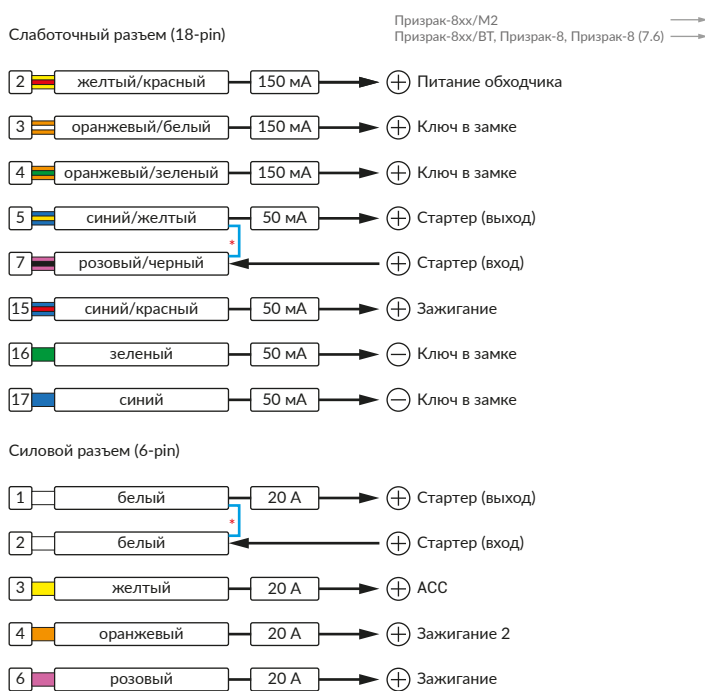 Слаботочный разъем (18-pin)
Призрак-8xx/M2
Призрак-8xx/BT, Призрак-8, Призрак-8 (7.6)
2 желтый/красный 150 мА Питание обходчика
3 оранжевый/белый 150 мА Ключ в замке
4 оранжевый/зеленый 150 мА Ключ в замке
5 синий/желтый 50 мА Стартер (выход)
*
7 розовый/черный Стартер (вход)
15 синий/красный 50 мА Зажигание
16 зеленый 50 мА Ключ в замке
17 синий 50 мА Ключ в замке
Силовой разъем (6-pin)
1 белый 20 А Стартер (выход)
*
2 белый Стартер (вход)
3 желтый 20 А ACC
4 оранжевый 20 А Зажигание 2
6 розовый 20 А Зажигание